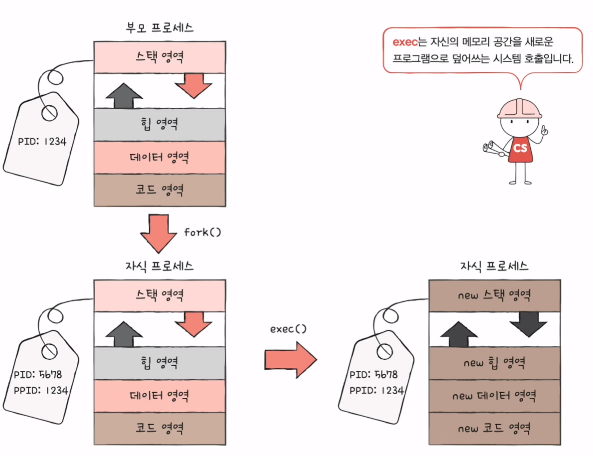 부모 프로세스
스택 영역
힙 영역
데이터 영역
코드 영역
PID: 1234
exec는 자신의 메모리 공간을 새로운
프로그램으로 덮어쓰는 시스템 호출입니다.
CS
fork()
자식 프로세스
스택 영역
힙 영역
데이터 영역
코드 영역
PID: 5678
PPID: 1234
exec()
자식 프로세스
new 스택 영역
new 힙 영역
new 데이터 영역
new 코드 영역
PID: 5678
PPID: 1234